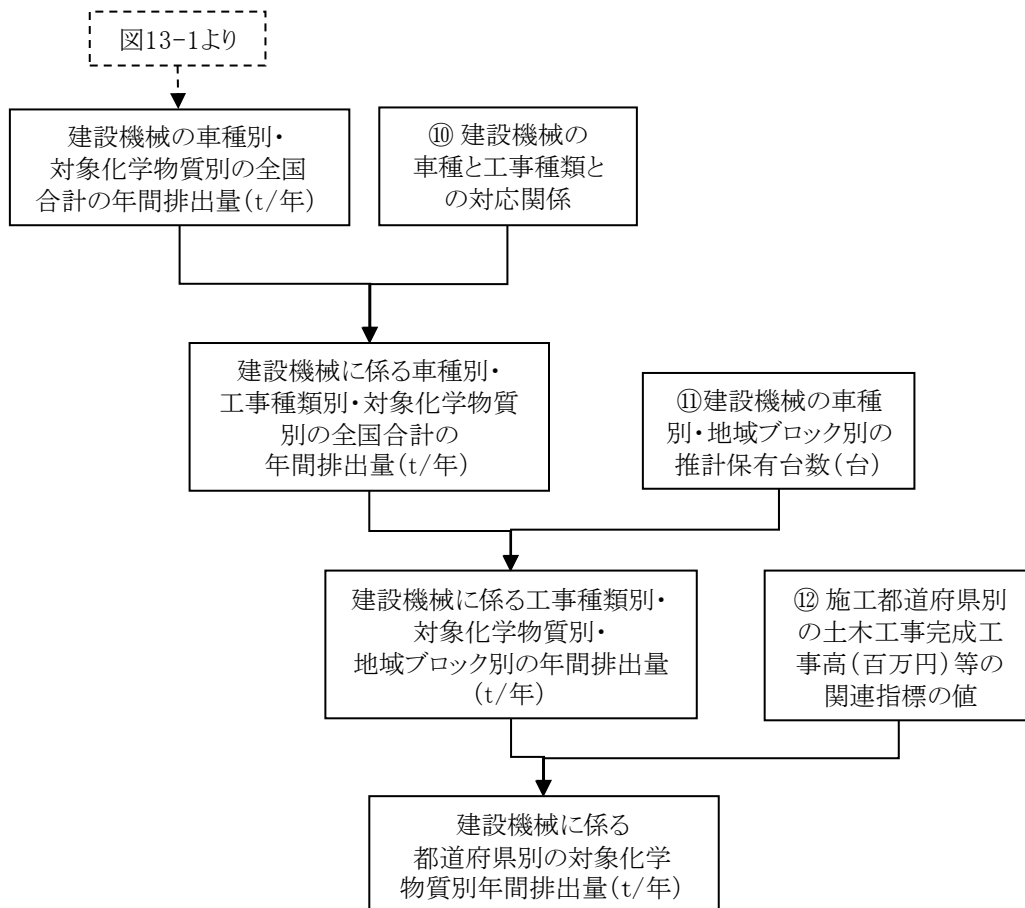 図13-1より
建設機械の車種別・
対象化学物質別の全国
合計の年間排出量(t/年)
⑩ 建設機械の
車種と工事種類と
の対応関係
建設機械に係る車種別・
工事種類別・対象化学物質
別の全国合計の
年間排出量(t/年)
⑪建設機械の車種
別・地域ブロック別の
推計保有台数(台)
建設機械に係る工事種類別・
対象化学物質別・
地域ブロック別の年間排出量
(t/年)
⑫ 施工都道府県別
の土木工事完成工
事高(百万円)等の
関連指標の値
建設機械に係る
都道府県別の対象化学
物質別年間排出量(t/年)